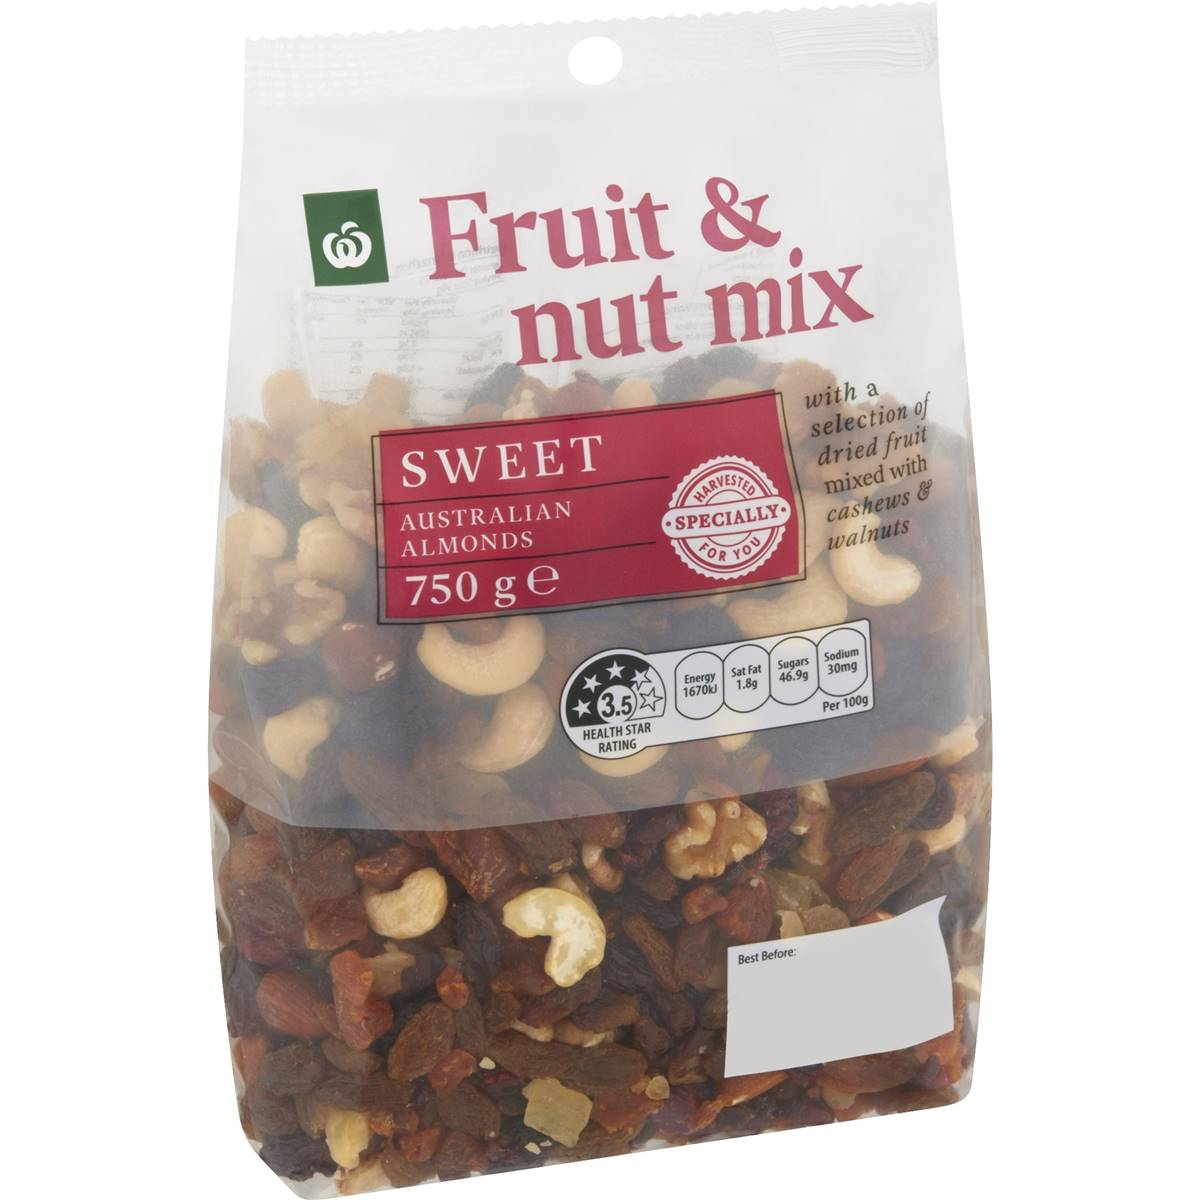 Fruit &
nut mix
with a
selection of
dried fruit
mixed with
cashews &
walnuts
SWEET
AUSTRALIAN
ALMONDS
750 g ℮
HARVESTED
SPECIALLY
FOR YOU
3.5
HEALTH STAR
RATING
Energy
1670kJ
Sat Fat
1.8g
Sugars
46.9g
Sodium
30mg
Per 100g
Best Before: